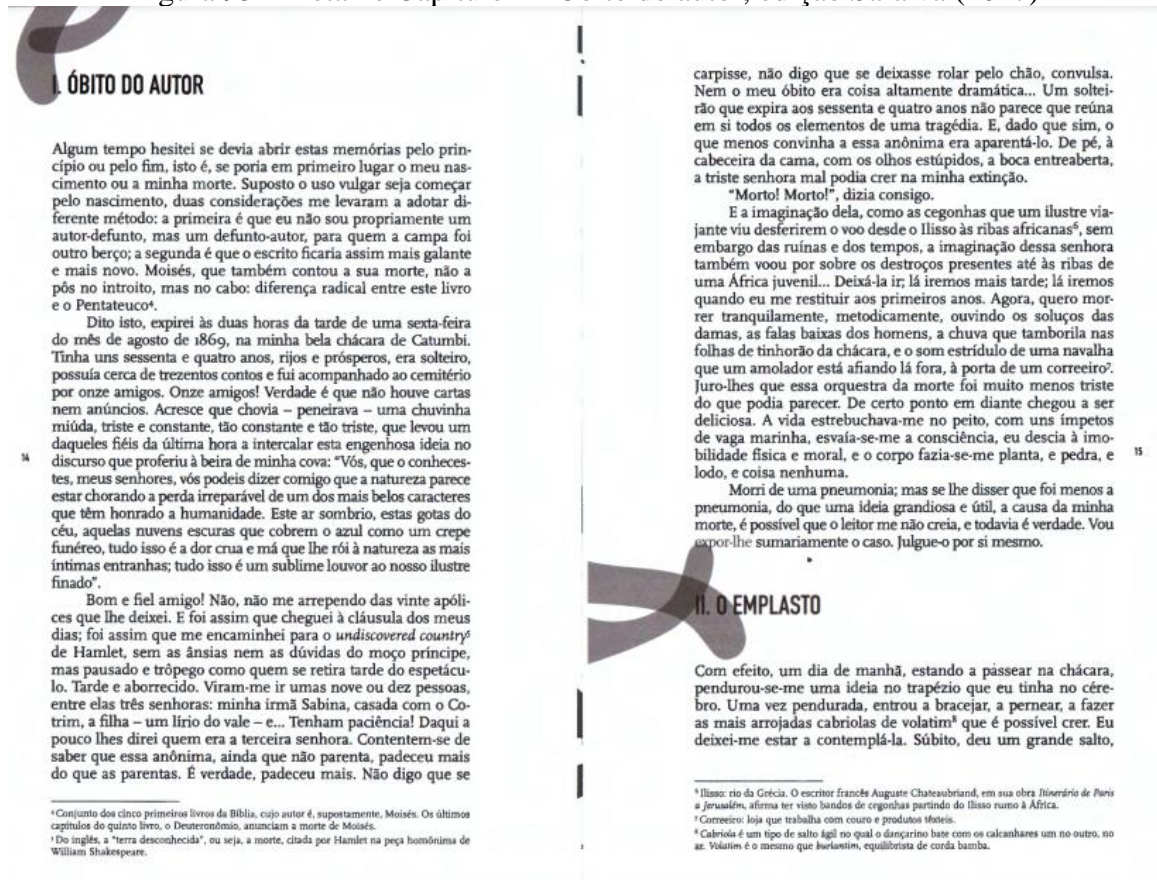 I. ÓBITO DO AUTOR
Algum tempo hesitei se devia abrir estas memórias pelo prin-
cípio ou pelo fim, isto é, se poria em primeiro lugar o meu nas-
cimento ou a minha morte. Suposto o uso vulgar seja começar
pelo nascimento, duas considerações me levaram a adotar di-
ferente método: a primeira é que eu não sou propriamente um
autor-defunto, mas um defunto-autor, para quem a campa foi
outro berço; a segunda é que o escrito ficaria assim mais galante
e mais novo. Moisés, que também contou a sua morte, não a
pôs no introito, mas no cabo: diferença radical entre este livro
e o Pentateuco⁴.
Dito isto, expirei às duas horas da tarde de uma sexta-feira
do mês de agosto de 1869, na minha bela chácara de Catumbi.
Tinha uns sessenta e quatro anos, rijos e prósperos, era solteiro,
possuía cerca de trezentos contos e fui acompanhado ao cemitério
por onze amigos. Onze amigos! Verdade é que não houve cartas
nem anúncios. Acresce que chovia – peneirava – uma chuvinha
miúda, triste e constante, tão constante e tão triste, que levou um
daqueles fiéis da última hora a intercalar esta engenhosa ideia no
discurso que proferiu à beira de minha cova: "Vós, que o conheces-
tes, meus senhores, vós podeis dizer comigo que a natureza parece
estar chorando a perda irreparável de um dos mais belos caracteres
que têm honrado a humanidade. Este ar sombrio, estas gotas do
céu, aquelas nuvens escuras que cobrem o azul como um crepe
funéreo, tudo isso é a dor crua e má que lhe rói à natureza as mais
íntimas entranhas; tudo isso é um sublime louvor ao nosso ilustre
finado".
Bom e fiel amigo! Não, não me arrependo das vinte apóli-
ces que lhe deixei. E foi assim que cheguei à cláusula dos meus
dias; foi assim que me encaminhei para o undiscovered country⁵
de Hamlet, sem as ânsias nem as dúvidas do moço príncipe,
mas pausado e trôpego como quem se retira tarde do espetácu-
lo. Tarde e aborrecido. Viram-me ir umas nove ou dez pessoas,
entre elas três senhoras: minha irmã Sabina, casada com o Co-
trim, a filha – um lírio do vale – e... Tenham paciência! Daqui a
pouco lhes direi quem era a terceira senhora. Contentem-se de
saber que essa anônima, ainda que não parenta, padeceu mais
do que as parentas. É verdade, padeceu mais. Não digo que se
⁴ Conjunto dos cinco primeiros livros da Bíblia, cujo autor é, supostamente, Moisés. Os últimos
capítulos do quinto livro, o Deuteronômio, anunciam a morte de Moisés.
⁵ Do inglês, a "terra desconhecida", ou seja, a morte, citada por Hamlet na peça homônima de
William Shakespeare.
14
carpisse, não digo que se deixasse rolar pelo chão, convulsa.
Nem o meu óbito era coisa altamente dramática... Um soltei-
rão que expira aos sessenta e quatro anos não parece que reúna
em si todos os elementos de uma tragédia. E, dado que sim, o
que menos convinha a essa anônima era aparentá-lo. De pé, à
cabeceira da cama, com os olhos estúpidos, a boca entreaberta,
a triste senhora mal podia crer na minha extinção.
"Morto! Morto!", dizia consigo.
E a imaginação dela, como as cegonhas que um ilustre via-
jante viu desferirem o voo desde o Ilisso às ribas africanas⁶, sem
embargo das ruínas e dos tempos, a imaginação dessa senhora
também voou por sobre os destroços presentes até às ribas de
uma África juvenil... Deixá-la ir; lá iremos mais tarde; lá iremos
quando eu me restituir aos primeiros anos. Agora, quero mor-
rer tranquilamente, metodicamente, ouvindo os soluços das
damas, as falas baixas dos homens, a chuva que tamborila nas
folhas de tinhorão da chácara, e o som estrídulo de uma navalha
que um amolador está afiando lá fora, à porta de um correeiro⁷.
Juro-lhes que essa orquestra da morte foi muito menos triste
do que podia parecer. De certo ponto em diante chegou a ser
deliciosa. A vida estrebuchava-me no peito, com uns ímpetos
de vaga marinha, esvaía-se-me a consciência, eu descia à imo-
bilidade física e moral, e o corpo fazia-se-me planta, e pedra, e
lodo, e coisa nenhuma.
Morri de uma pneumonia; mas se lhe disser que foi menos a
pneumonia, do que uma ideia grandiosa e útil, a causa da minha
morte, é possível que o leitor me não creia, e todavia é verdade. Vou
expor-lhe sumariamente o caso. Julgue-o por si mesmo.
II. O EMPLASTO
Com efeito, um dia de manhã, estando a passear na chácara,
pendurou-se-me uma ideia no trapézio que eu tinha no cére-
bro. Uma vez pendurada, entrou a bracejar, a pernear, a fazer
as mais arrojadas cabriolas de volatim⁸ que é possível crer. Eu
deixei-me estar a contemplá-la. Súbito, deu um grande salto,
⁶ Ilisso: rio da Grécia. O escritor francês Auguste Chateaubriand, em sua obra Itinerário de Paris
a Jerusalém, afirma ter visto bandos de cegonhas partindo do Ilisso rumo à África.
⁷ Correeiro: loja que trabalha com couro e produtos têxteis.
⁸ Cabriola é um tipo de salto ágil no qual o dançarino bate com os calcanhares um no outro, no
ar. Volatim é o mesmo que burlantim, equilibrista de corda bamba.
15